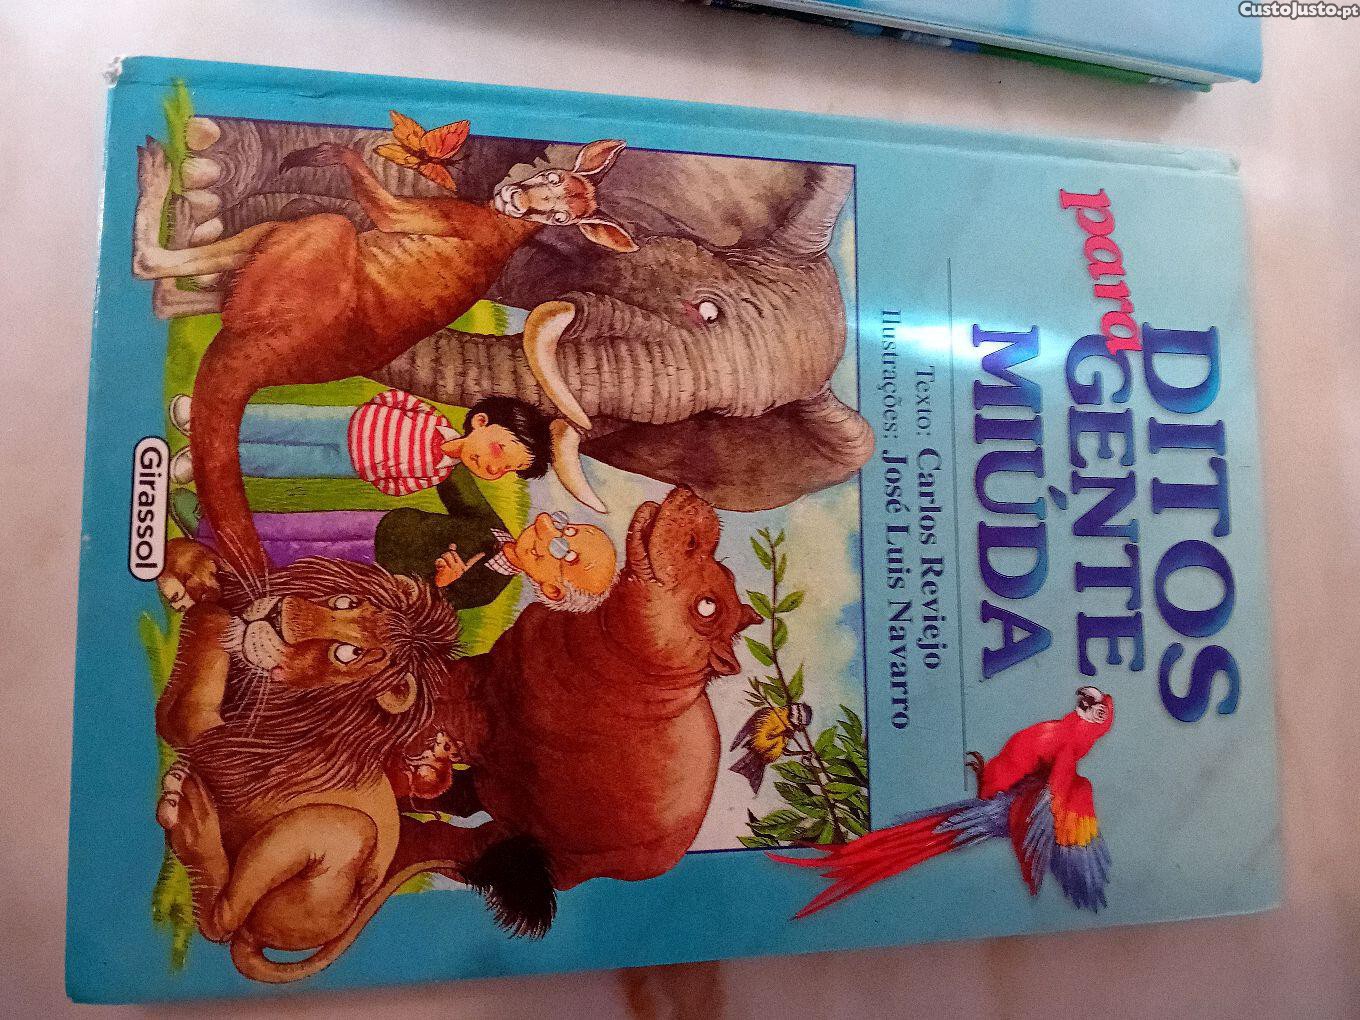 CustoJusto.pt
DITOS
para
GENTE
MIÚDA
Texto: Carlos Reviejo
Ilustrações: José Luis Navarro
Girassol